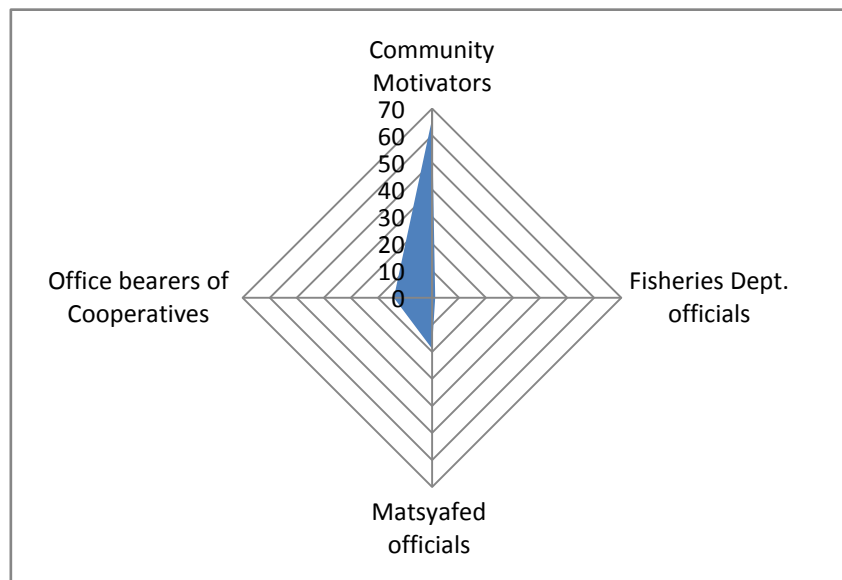 Community
Motivators
70
60
50
40
30
20
10
0
Office bearers of
Cooperatives
Fisheries Dept.
officials
Matsyafed
officials